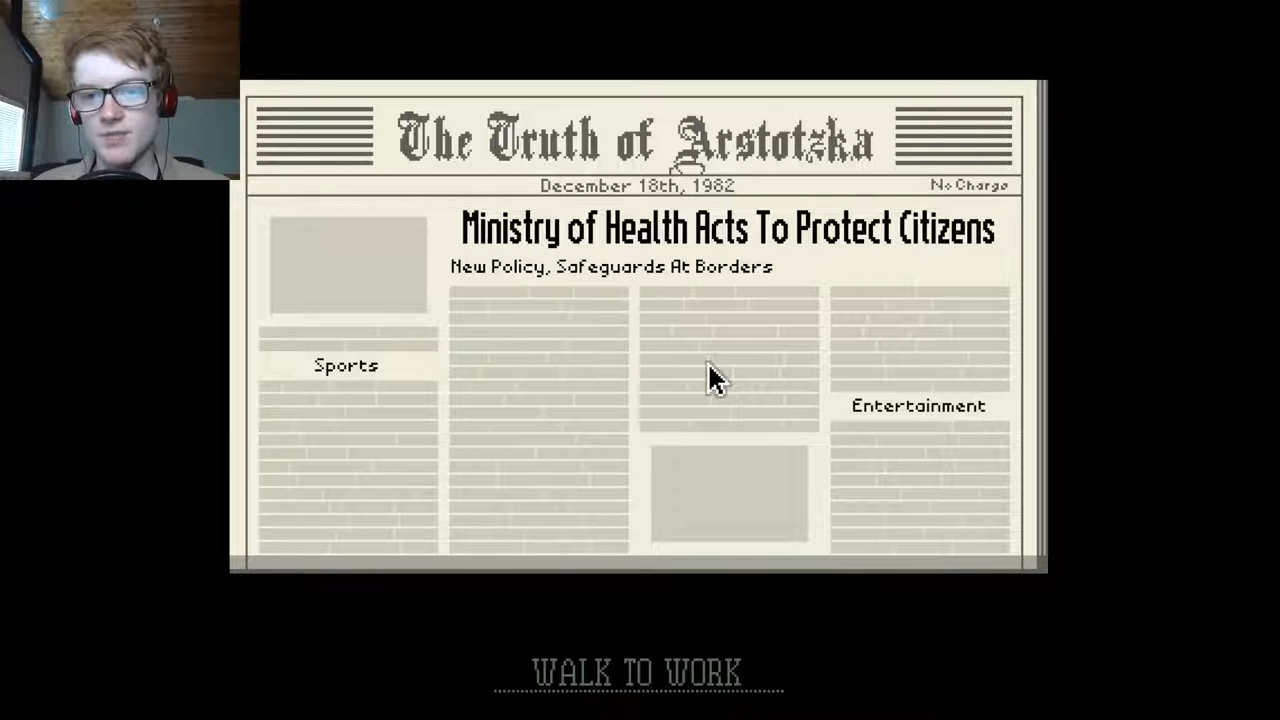 The Truth of Arstotzka
December 18th, 1982
No Charge
Ministry of Health Acts To Protect Citizens
New Policy, Safeguards At Borders
Sports
Entertainment
WALK TO WORK